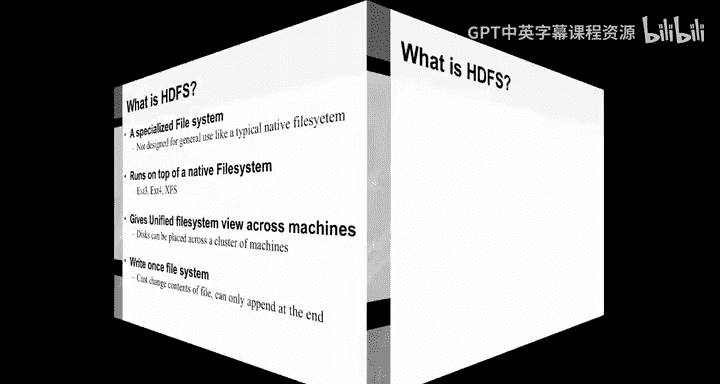 GPT中英字幕课程资源 bilibili
What is HDFS?
• A specialized File system
– Not designed for general use like a typical native filesyetem
• Runs on top of a native Filesystem
Ext3, Ext4, XFS
• Gives Unified filesystem view across machines
– Disks can be placed across a cluster of machines
• Write once file system
– Cant change contents of file, can only append at the end
What is HDFS?